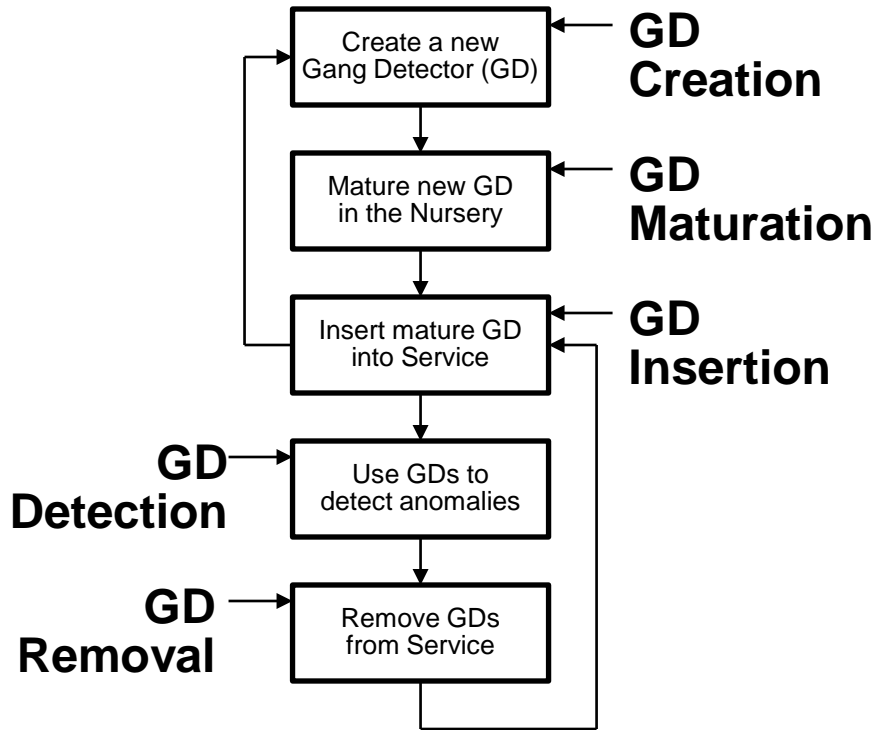 Create a new
Gang Detector (GD)
GD
Creation
Mature new GD
in the Nursery
GD
Maturation
Insert mature GD
into Service
GD
Insertion
GD
Detection
Use GDs to
detect anomalies
GD
Removal
Remove GDs
from Service